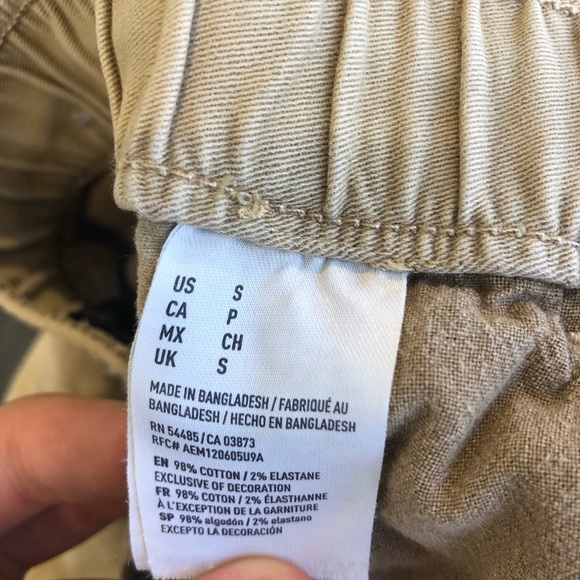 US S
CA P
MX CH
UK S
MADE IN BANGLADESH / FABRIQUÉ AU
BANGLADESH / HECHO EN BANGLADESH
RN 54485 / CA 03873
RFC# AEM120605U9A
EN 98% COTTON / 2% ELASTANE
EXCLUSIVE OF DECORATION
FR 98% COTON / 2% ÉLASTHANNE
À L'EXCEPTION DE LA GARNITURE
SP 98% algodón / 2% elastano
EXCEPTO LA DECORACIÓN